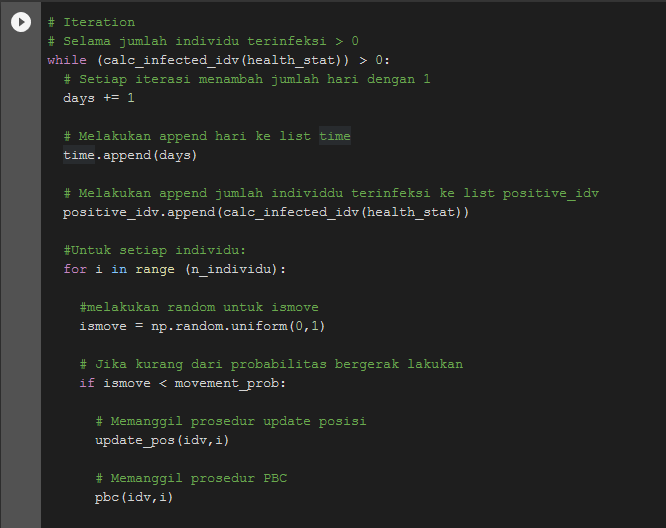 # Iteration
# Selama jumlah individu terinfeksi > 0
while (calc_infected_idv(health_stat)) > 0:
# Setiap iterasi menambah jumlah hari dengan 1
days += 1
# Melakukan append hari ke list time
time.append(days)
# Melakukan append jumlah individdu terinfeksi ke list positive_idv
positive_idv.append(calc_infected_idv(health_stat))
#Untuk setiap individu:
for i in range (n_individu):
#melakukan random untuk ismove
ismove = np.random.uniform(0,1)
# Jika kurang dari probabilitas bergerak lakukan
if ismove < movement_prob:
# Memanggil prosedur update posisi
update_pos(idv,i)
# Memanggil prosedur PBC
pbc(idv,i)